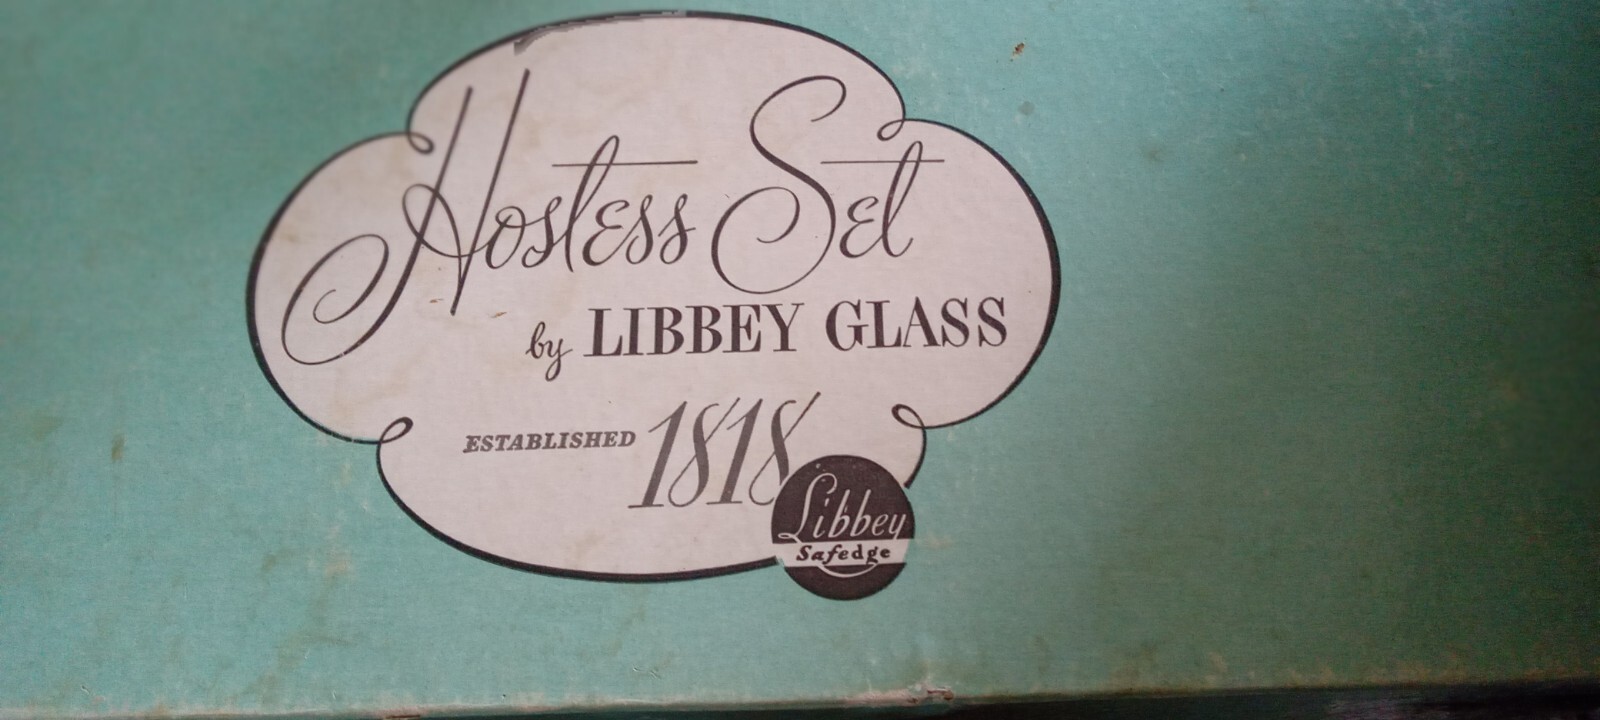 Hostess Set
by LIBBEY GLASS
ESTABLISHED 1818
Libbey
Safedge